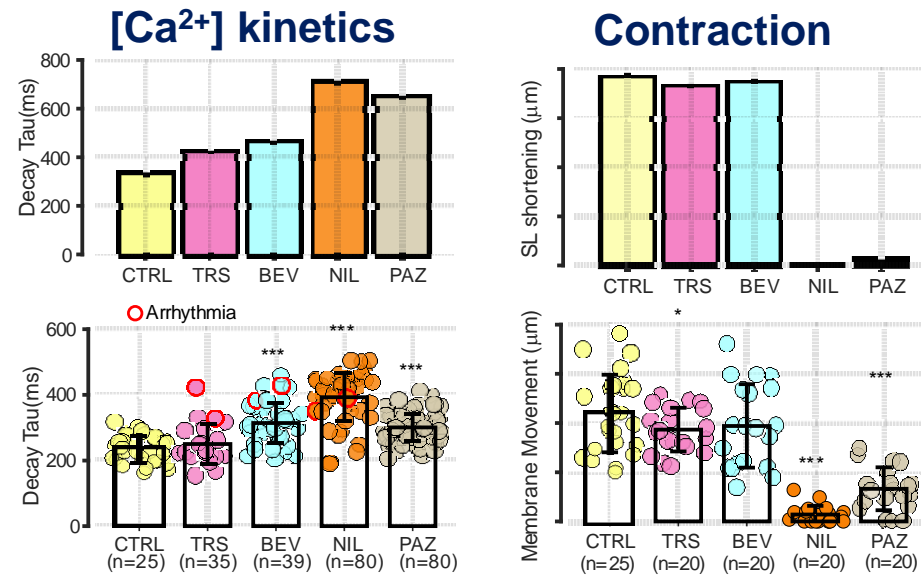 [Ca²⁺] kinetics
Contraction
Decay Tau(ms)
800
600
400
200
0
CTRL TRS BEV NIL PAZ
SL shortening (μm)
CTRL TRS BEV NIL PAZ
Arrhythmia
Decay Tau(ms)
600
400
200
0
*** *** ***
CTRL TRS BEV NIL PAZ
(n=25) (n=35) (n=39) (n=80) (n=80)
Membrane Movement (μm)
* *** ***
CTRL TRS BEV NIL PAZ
(n=25) (n=20) (n=20) (n=20) (n=20)